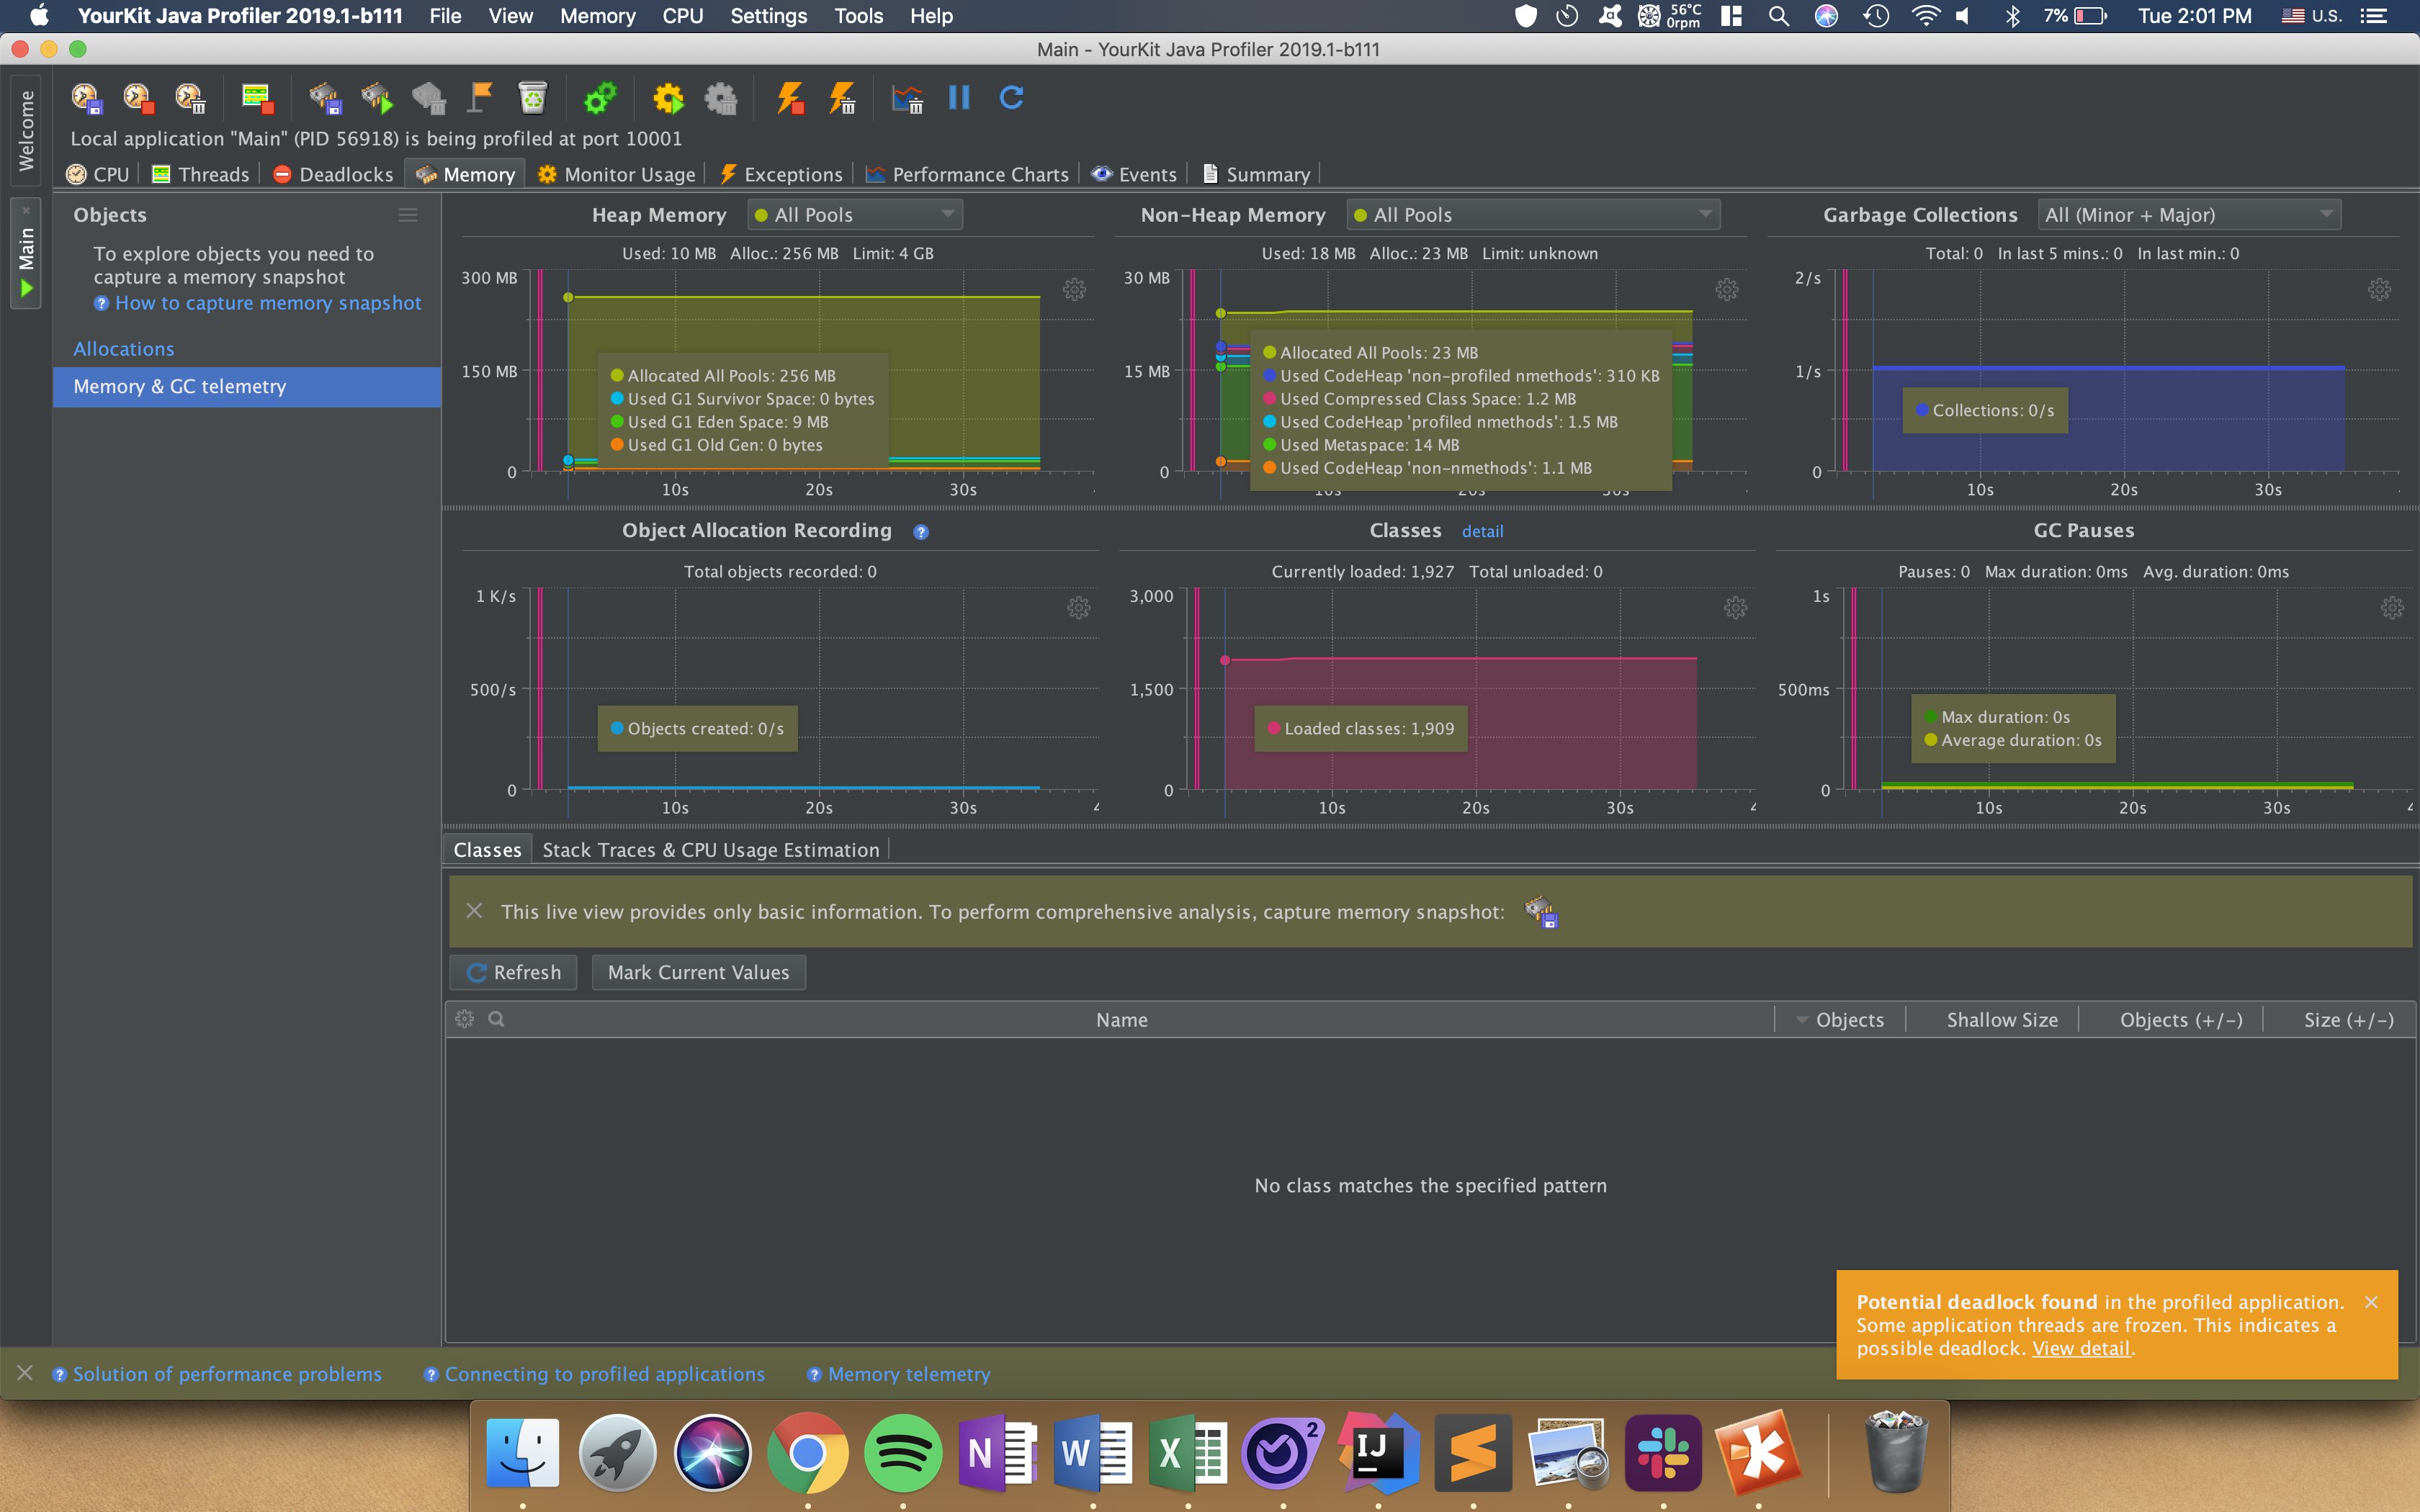 YourKit Java Profiler 2019.1-b111 File View Memory CPU Settings Tools Help 56°C 0rpm 7% Tue 2:01 PM U.S.
Main - YourKit Java Profiler 2019.1-b111
Welcome
Main
Local application "Main" (PID 56918) is being profiled at port 10001
CPU Threads Deadlocks Memory Monitor Usage Exceptions Performance Charts Events Summary
Objects
To explore objects you need to
capture a memory snapshot
? How to capture memory snapshot
Allocations
Memory & GC telemetry
Heap Memory All Pools
Used: 10 MB Alloc.: 256 MB Limit: 4 GB
300 MB
150 MB
0
Allocated All Pools: 256 MB
Used G1 Survivor Space: 0 bytes
Used G1 Eden Space: 9 MB
Used G1 Old Gen: 0 bytes
10s 20s 30s
Non-Heap Memory All Pools
Used: 18 MB Alloc.: 23 MB Limit: unknown
30 MB
15 MB
0
Allocated All Pools: 23 MB
Used CodeHeap 'non-profiled nmethods': 310 KB
Used Compressed Class Space: 1.2 MB
Used CodeHeap 'profiled nmethods': 1.5 MB
Used Metaspace: 14 MB
Used CodeHeap 'non-nmethods': 1.1 MB
10s 20s 30s
Garbage Collections All (Minor + Major)
Total: 0 In last 5 mins.: 0 In last min.: 0
2/s
1/s
0
Collections: 0/s
10s 20s 30s
Object Allocation Recording ?
Total objects recorded: 0
1 K/s
500/s
0
Objects created: 0/s
10s 20s 30s
Classes detail
Currently loaded: 1,927 Total unloaded: 0
3,000
1,500
0
Loaded classes: 1,909
10s 20s 30s
GC Pauses
Pauses: 0 Max duration: 0ms Avg. duration: 0ms
1s
500ms
0
Max duration: 0s
Average duration: 0s
10s 20s 30s
Classes Stack Traces & CPU Usage Estimation
This live view provides only basic information. To perform comprehensive analysis, capture memory snapshot:
Refresh Mark Current Values
Name Objects Shallow Size Objects (+/-) Size (+/-)
No class matches the specified pattern
Potential deadlock found in the profiled application.
Some application threads are frozen. This indicates a
possible deadlock. View detail.
? Solution of performance problems ? Connecting to profiled applications ? Memory telemetry
N W X 2 IJ